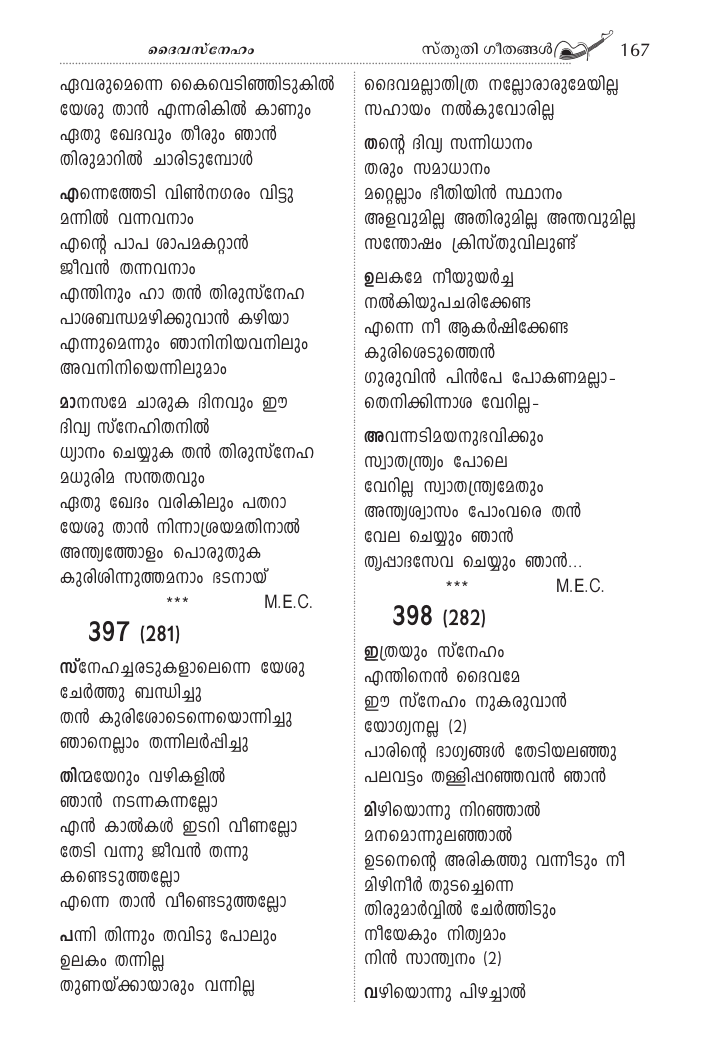 ദൈവസ്നേഹം
സ്തുതി ഗീതങ്ങൾ 167
ഏവരുമെന്നെ കൈവെടിഞ്ഞിടുകിൽ
യേശു താൻ എന്നരികിൽ കാണും
ഏതു ഖേദവും തീരും ഞാൻ
തിരുമാറിൽ ചാരിടുമ്പോൾ
എന്നെത്തേടി വിൺനഗരം വിട്ടു
മന്നിൽ വന്നവനാം
എന്റെ പാപ ശാപമകറ്റാൻ
ജീവൻ തന്നവനാം
എന്തിനും ഹാ തൻ തിരുസ്നേഹ
പാശബന്ധമഴിക്കുവാൻ കഴിയാ
എന്നുമെന്നും ഞാനിനിയവനിലും
അവനിനിയെന്നിലുമാം
മാനസമേ ചാരുക ദിനവും ഈ
ദിവ്യ സ്നേഹിതനിൽ
ധ്യാനം ചെയ്യുക തൻ തിരുസ്നേഹ
മധുരിമ സന്തതവും
ഏതു ഖേദം വരികിലും പതറാ
യേശു താൻ നിന്നാശ്രയമതിനാൽ
അന്ത്യത്തോളം പൊരുതുക
കുരിശിന്നുത്തമനാം ഭടനായ്
*** M.E.C.
397 (281)
സ്നേഹച്ചരടുകളാലെന്നെ യേശു
ചേർത്തു ബന്ധിച്ചു
തൻ കുരിശോടെന്നെയൊന്നിച്ചു
ഞാനെല്ലാം തന്നിലർപ്പിച്ചു
തിന്മയേറും വഴികളിൽ
ഞാൻ നടന്നകന്നല്ലോ
എൻ കാൽകൾ ഇടറി വീണല്ലോ
തേടി വന്നു ജീവൻ തന്നു
കണ്ടെടുത്തല്ലോ
എന്നെ താൻ വീണ്ടെടുത്തല്ലോ
പന്നി തിന്നും തവിടു പോലും
ഉലകം തന്നില്ല
തുണയ്ക്കായാരും വന്നില്ല
ദൈവമല്ലാതിത്ര നല്ലോരാരുമേയില്ല
സഹായം നൽകുവോരില്ല
തന്റെ ദിവ്യ സന്നിധാനം
തരും സമാധാനം
മറ്റെല്ലാം ഭീതിയിൻ സ്ഥാനം
അളവുമില്ല അതിരുമില്ല അന്തവുമില്ല
സന്തോഷം ക്രിസ്തുവിലുണ്ട്
ഉലകമേ നീയുയർച്ച
നൽകിയുപചരിക്കേണ്ട
എന്നെ നീ ആകർഷിക്കേണ്ട
കുരിശെടുത്തെൻ
ഗുരുവിൻ പിൻപേ പോകണമല്ലാ-
തെനിക്കിന്നാശ വേറില്ല-
അവന്നടിമയനുഭവിക്കും
സ്വാതന്ത്ര്യം പോലെ
വേറില്ല സ്വാതന്ത്ര്യമേതും
അന്ത്യശ്വാസം പോംവരെ തൻ
വേല ചെയ്യും ഞാൻ
തൃപ്പാദസേവ ചെയ്യും ഞാൻ...
*** M.E.C.
398 (282)
ഇത്രയും സ്നേഹം
എന്തിനെൻ ദൈവമേ
ഈ സ്നേഹം നുകരുവാൻ
യോഗ്യനല്ല (2)
പാരിന്റെ ഭാഗ്യങ്ങൾ തേടിയലഞ്ഞു
പലവട്ടം തള്ളിപ്പറഞ്ഞവൻ ഞാൻ
മിഴിയൊന്നു നിറഞ്ഞാൽ
മനമൊന്നുലഞ്ഞാൽ
ഉടനെന്റെ അരികത്തു വന്നീടും നീ
മിഴിനീർ തുടച്ചെന്നെ
തിരുമാർവ്വിൽ ചേർത്തിടും
നീയേകും നിത്യമാം
നിൻ സാന്ത്വനം (2)
വഴിയൊന്നു പിഴച്ചാൽ